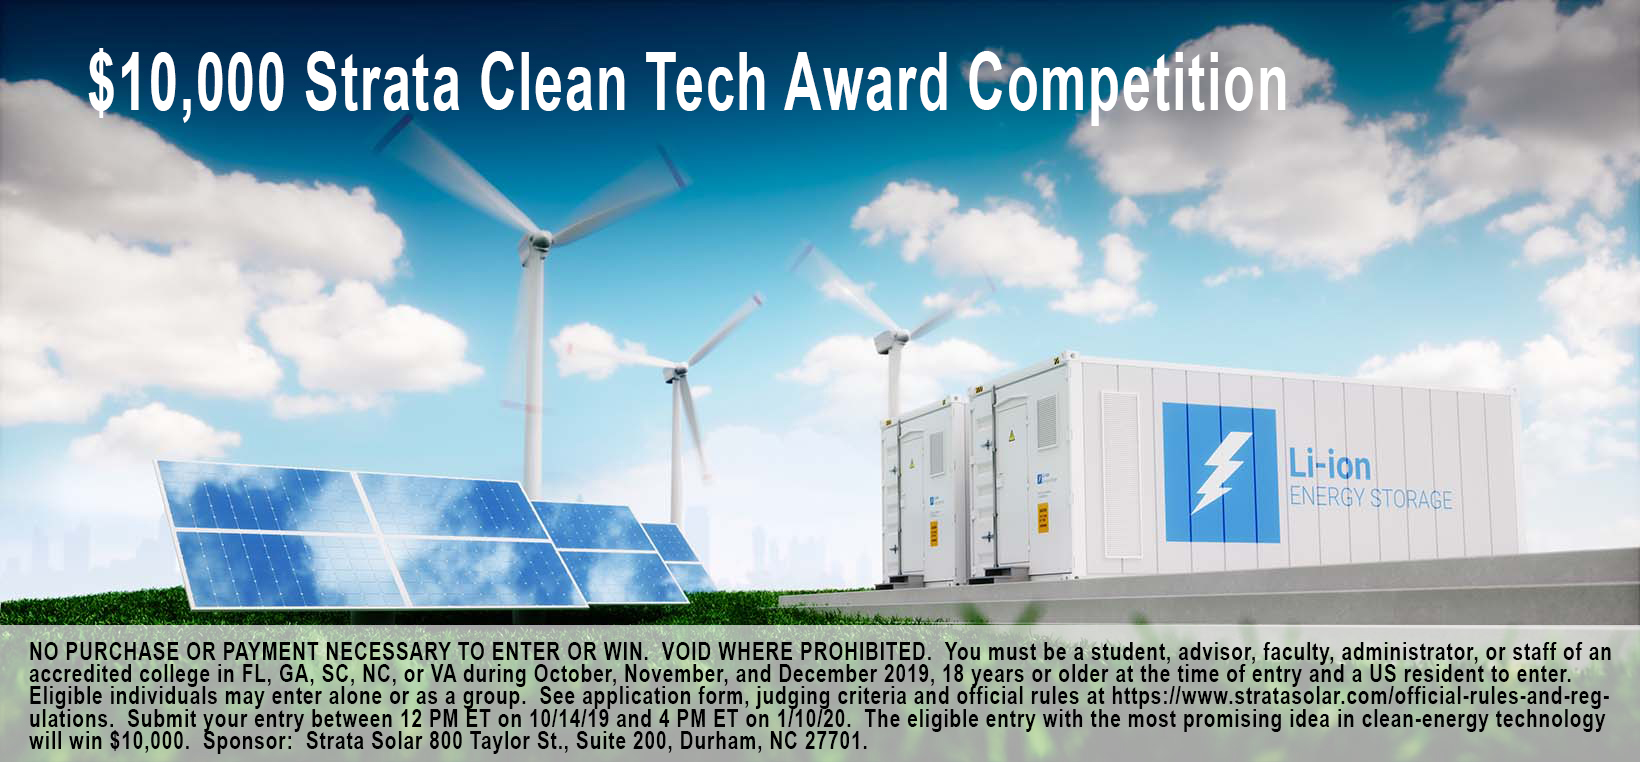 $10,000 Strata Clean Tech Award Competition
Li-ion
ENERGY STORAGE
NO PURCHASE OR PAYMENT NECESSARY TO ENTER OR WIN.  VOID WHERE PROHIBITED.  You must be a student, advisor, faculty, administrator, or staff of an
accredited college in FL, GA, SC, NC, or VA during October, November, and December 2019, 18 years or older at the time of entry and a US resident to enter.
Eligible individuals may enter alone or as a group.  See application form, judging criteria and official rules at https://www.stratasolar.com/official-rules-and-reg-
ulations.  Submit your entry between 12 PM ET on 10/14/19 and 4 PM ET on 1/10/20.  The eligible entry with the most promising idea in clean-energy technology
will win $10,000.  Sponsor:  Strata Solar 800 Taylor St., Suite 200, Durham, NC 27701.